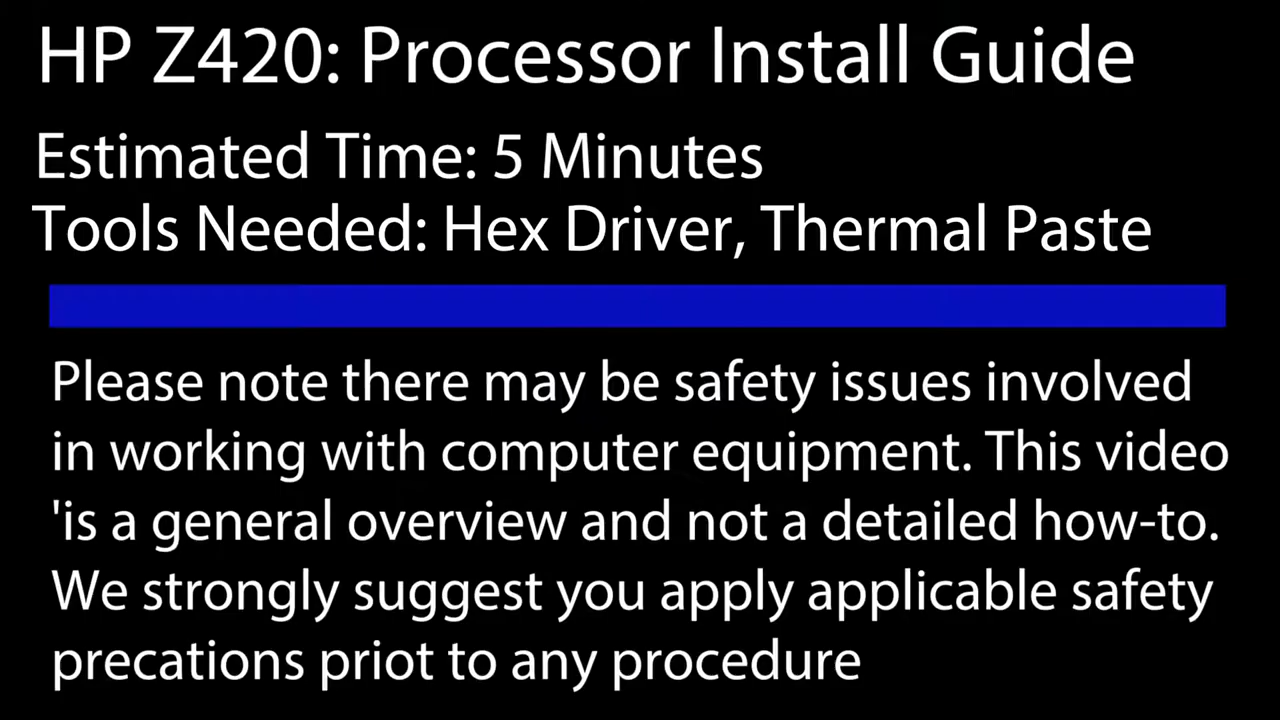 HP Z420: Processor Install Guide
Estimated Time: 5 Minutes
Tools Needed: Hex Driver, Thermal Paste
Please note there may be safety issues involved
in working with computer equipment. This video
'is a general overview and not a detailed how-to.
We strongly suggest you apply applicable safety
precations priot to any procedure